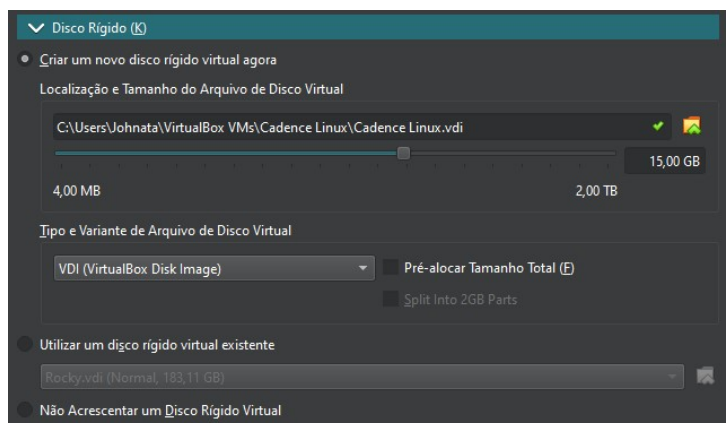 Disco Rígido (K)
Criar um novo disco rígido virtual agora
Localização e Tamanho do Arquivo de Disco Virtual
C:\Users\Johnata\VirtualBox VMs\Cadence Linux\Cadence Linux.vdi
15,00 GB
4,00 MB 2,00 TB
Tipo e Variante de Arquivo de Disco Virtual
VDI (VirtualBox Disk Image) Pré-alocar Tamanho Total (F)
Split Into 2GB Parts
Utilizar um disco rígido virtual existente
Rocky.vdi (Normal, 183,11 GB)
Não Acrescentar um Disco Rígido Virtual